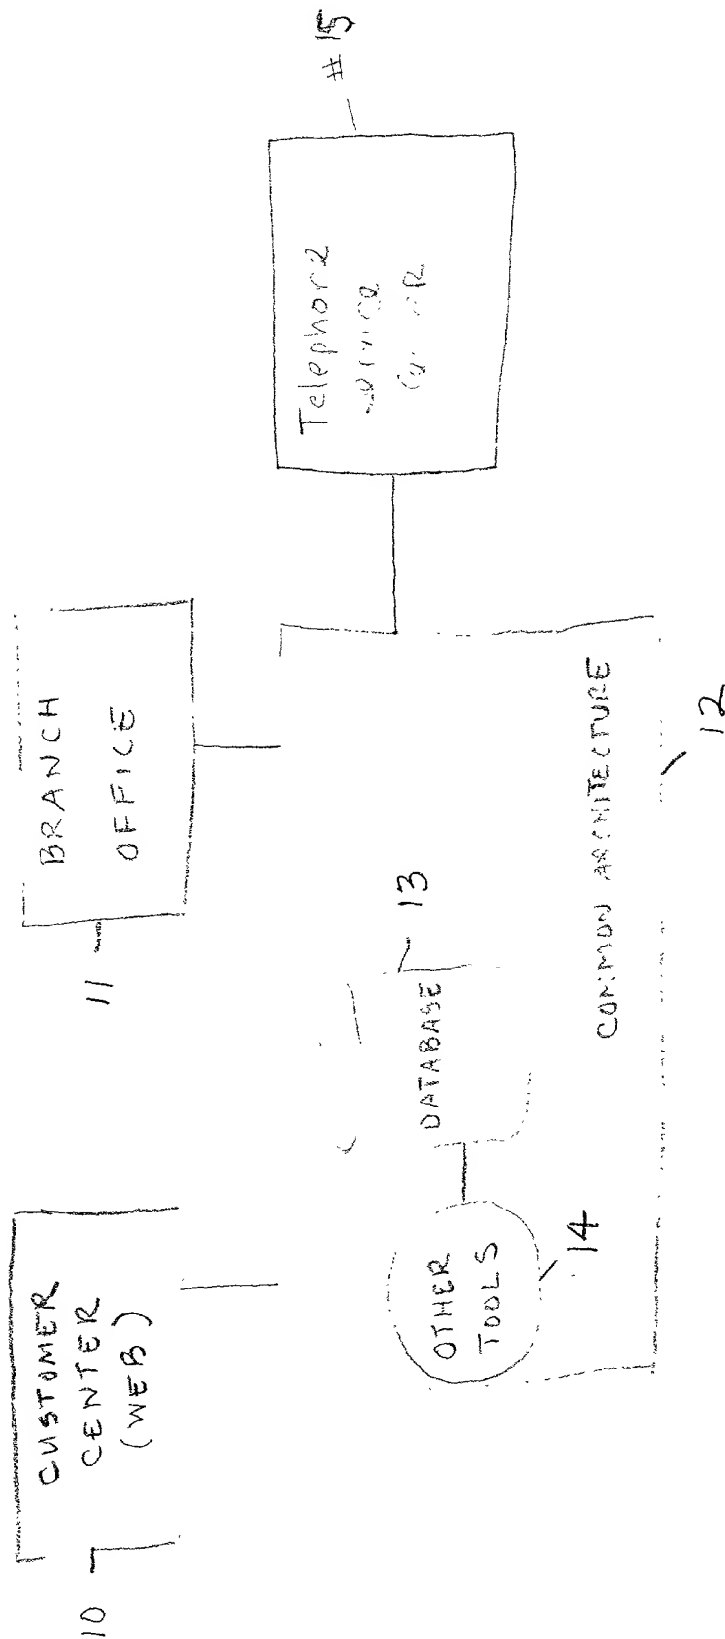 10
CUSTOMER
CENTER
(WEB)
11
BRANCH
OFFICE
#15
Telephone
OTHER
TOOLS
14
DATABASE
13
COMMON ARCHITECTURE
12